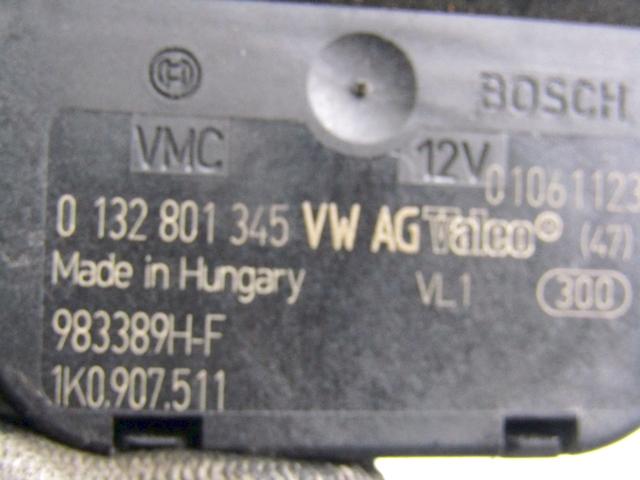 BOSCH
VMC 12V
01061123
0 132 801 345 VW AG Valeo® (47)
Made in Hungary VL1 300
983389H-F
1K0.907.511